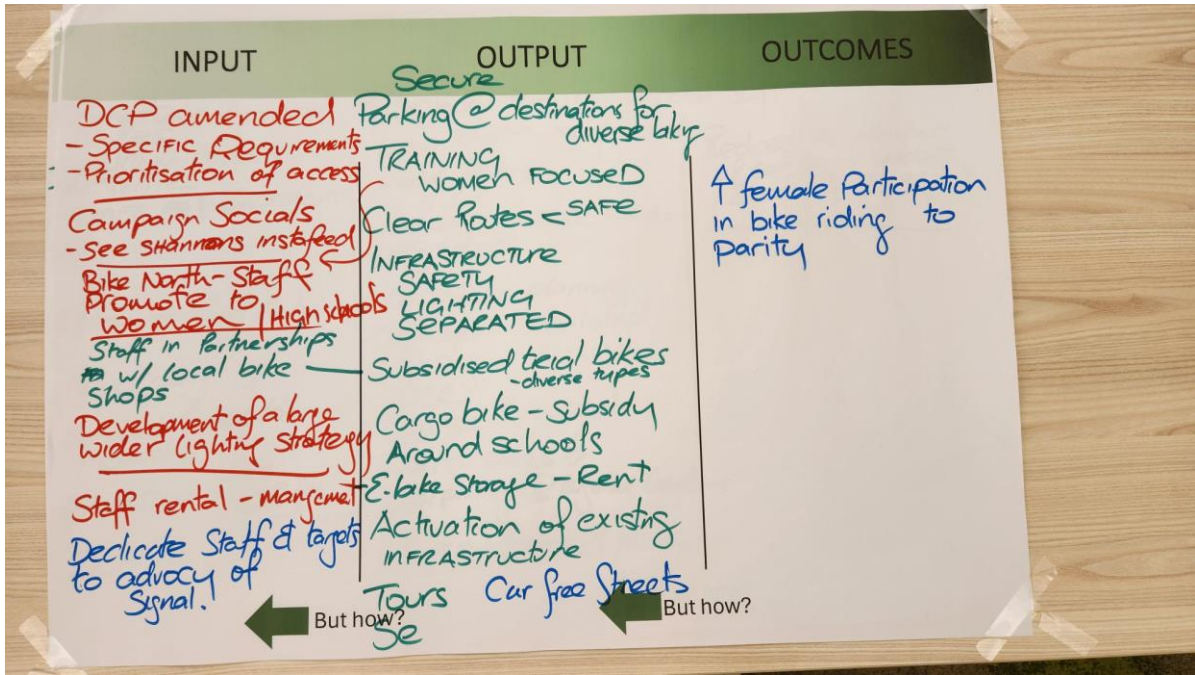 INPUT
DCP amended
- Specific Requirements
- Prioritisation of access
Campaign Socials
- See SHANNONS instafeed
Bike North - Staff
Promote to
women / High schools
Staff in Partnerships
w/ local bike
shops
Development of a large
wider lighting strategy
Staff rental -
Dedicate Staff & targets
to advocy of
Signal!
But how?
OUTPUT
Secure
Parking @ destinations for
diverse
TRAINING
WOMEN FOCUSED
Clear Routes < SAFE
INFRASTRUCTURE
SAFETY
LIGHTING
SEPARATED
Subsidised trial bikes
- diverse types
Cargo bike - Subsidy
Around schools
E-bike Storage - Rent
Activation of existing
INFRASTRUCTURE
Tours Car free Streets
Se
But how?
OUTCOMES
↑ female Participation
in bike riding to
parity